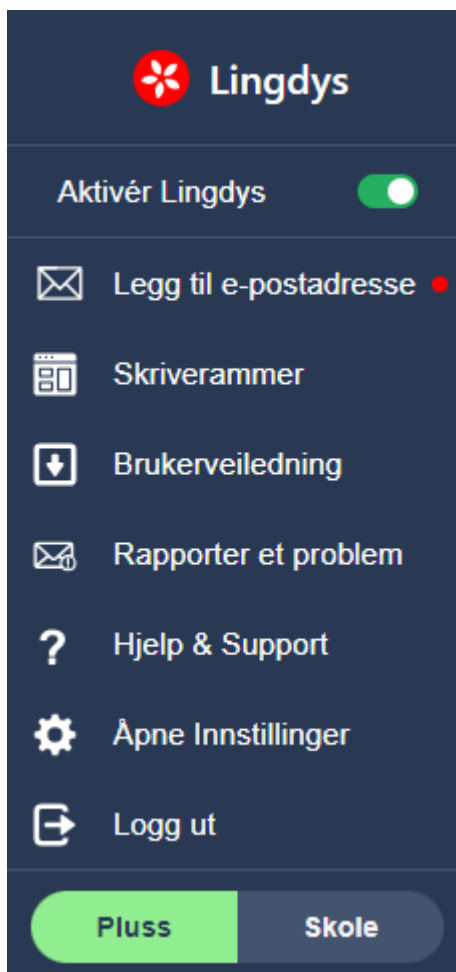 Lingdys
Aktivér Lingdys
Legg til e-postadresse
Skriverammer
Brukerveiledning
Rapporter et problem
Hjelp & Support
Åpne Innstillinger
Logg ut
Pluss Skole